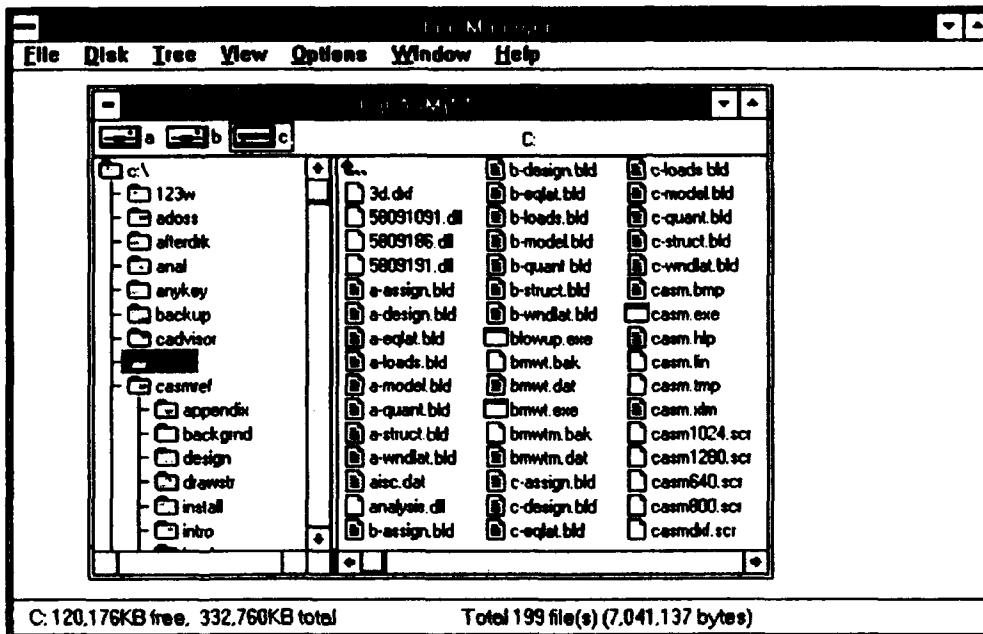 File Disk Tree View Options Window Help
a b c C:
c:\
123w
adoss
afterdrk
anal
anykey
backup
cadvisor
casmref
appendix
backgrnd
design
drawstr
install
intro
..
3d.dxf
58091091.dll
5809186.dll
5809191.dll
a-assign.bld
a-design.bld
a-eqlat.bld
a-loads.bld
a-model.bld
a-quant.bld
a-struct.bld
a-wndlat.bld
aisc.dat
analysis.dll
b-assign.bld
b-design.bld
b-eqlat.bld
b-loads.bld
b-model.bld
b-quant.bld
b-struct.bld
b-wndlat.bld
blowup.exe
bmwt.bak
bmwt.dat
bmwt.exe
bmwtm.bak
bmwtm.dat
c-assign.bld
c-design.bld
c-eqlat.bld
c-loads.bld
c-model.bld
c-quant.bld
c-struct.bld
c-wndlat.bld
casm.bmp
casm.exe
casm.hlp
casm.lin
casm.tmp
casm.xlm
casm1024.scr
casm1280.scr
casm640.scr
casm800.scr
casmdxf.scr
C: 120,176KB free, 332,760KB total Total 199 file(s) (7,041,137 bytes)